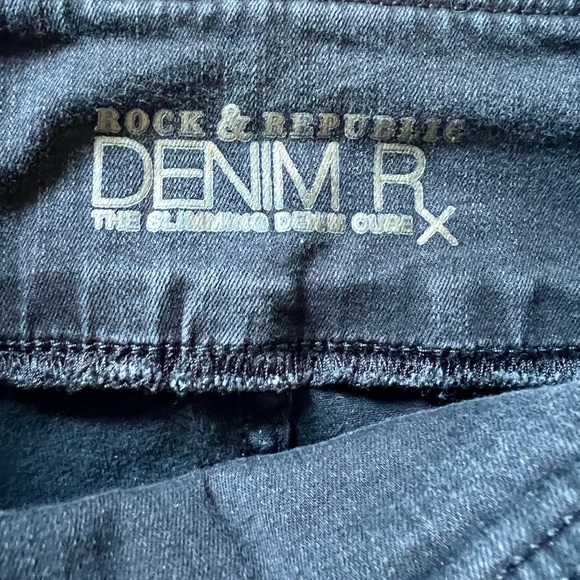 ROCK & REPUBLIC
DENIM Rx
THE SLIMMING DENIM CURE